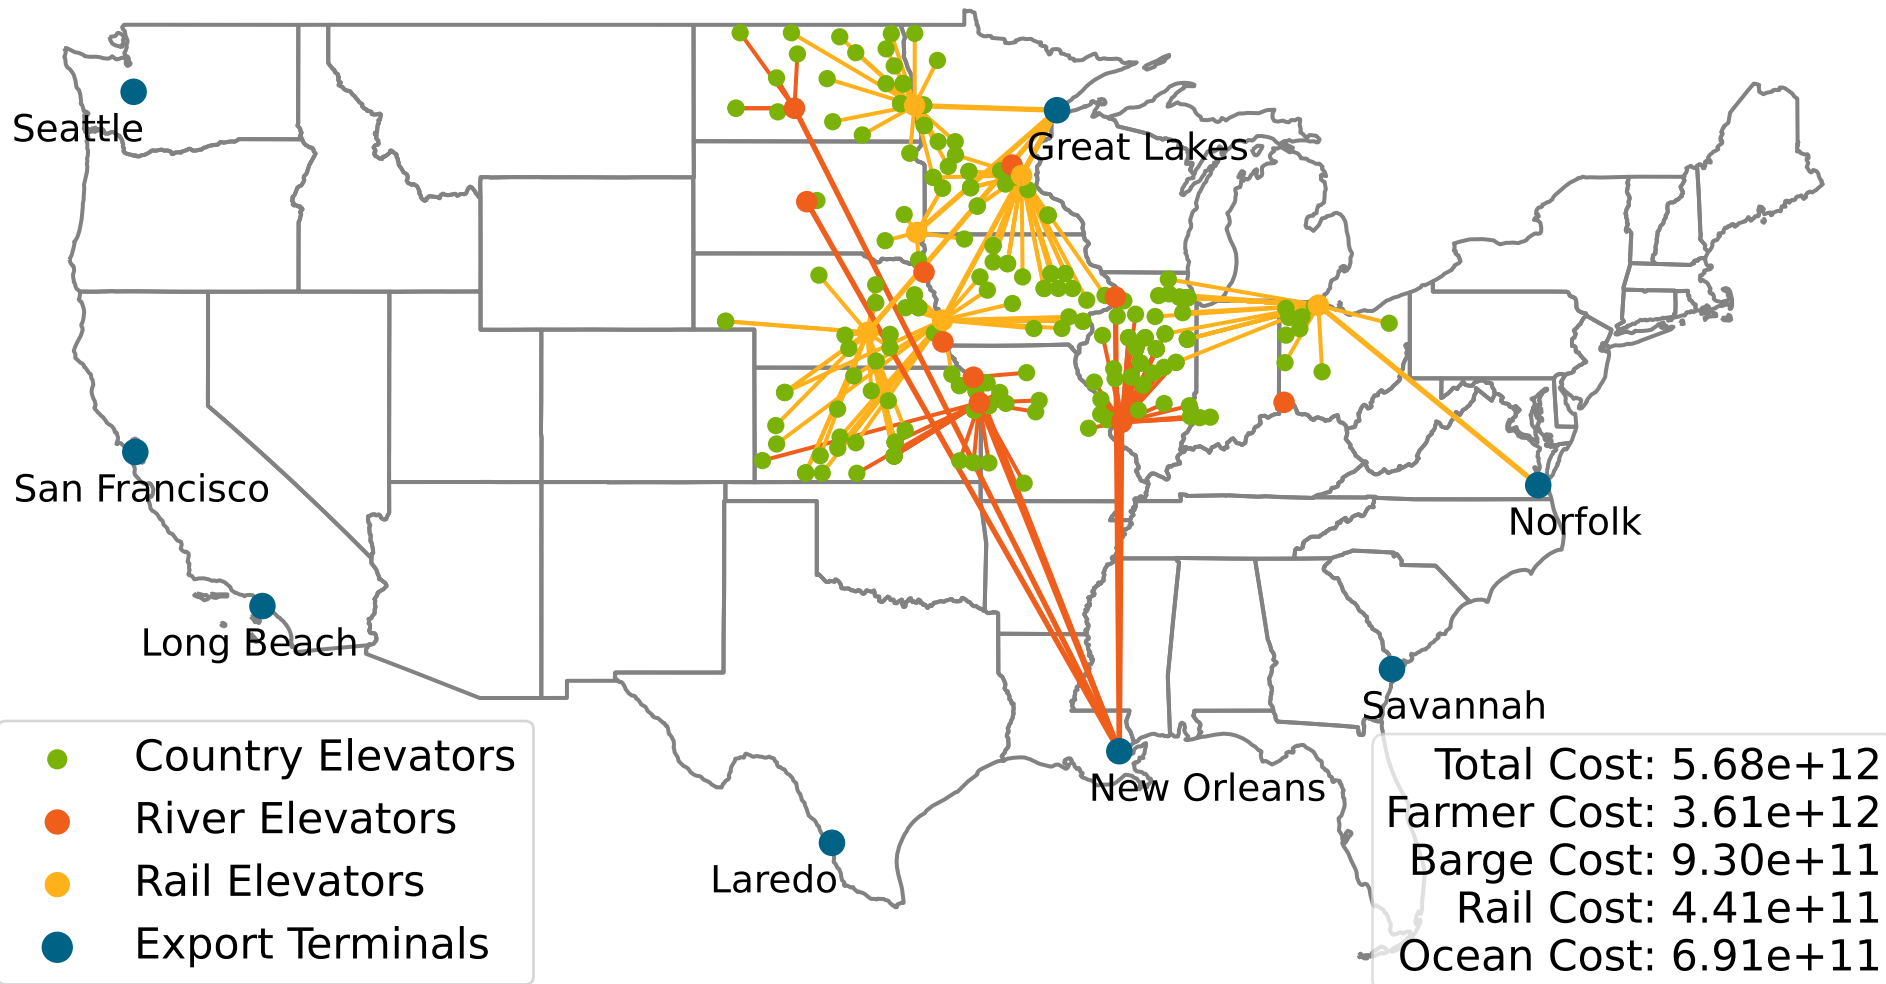 Seattle
Great Lakes
San Francisco
Norfolk
Long Beach
Savannah
New Orleans
Laredo
Country Elevators
River Elevators
Rail Elevators
Export Terminals
Total Cost: 5.68e+12
Farmer Cost: 3.61e+12
Barge Cost: 9.30e+11
Rail Cost: 4.41e+11
Ocean Cost: 6.91e+11